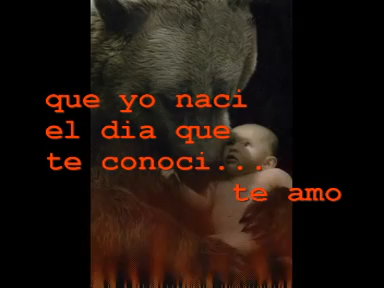 que yo naci
el dia que
te conoci...
te amo